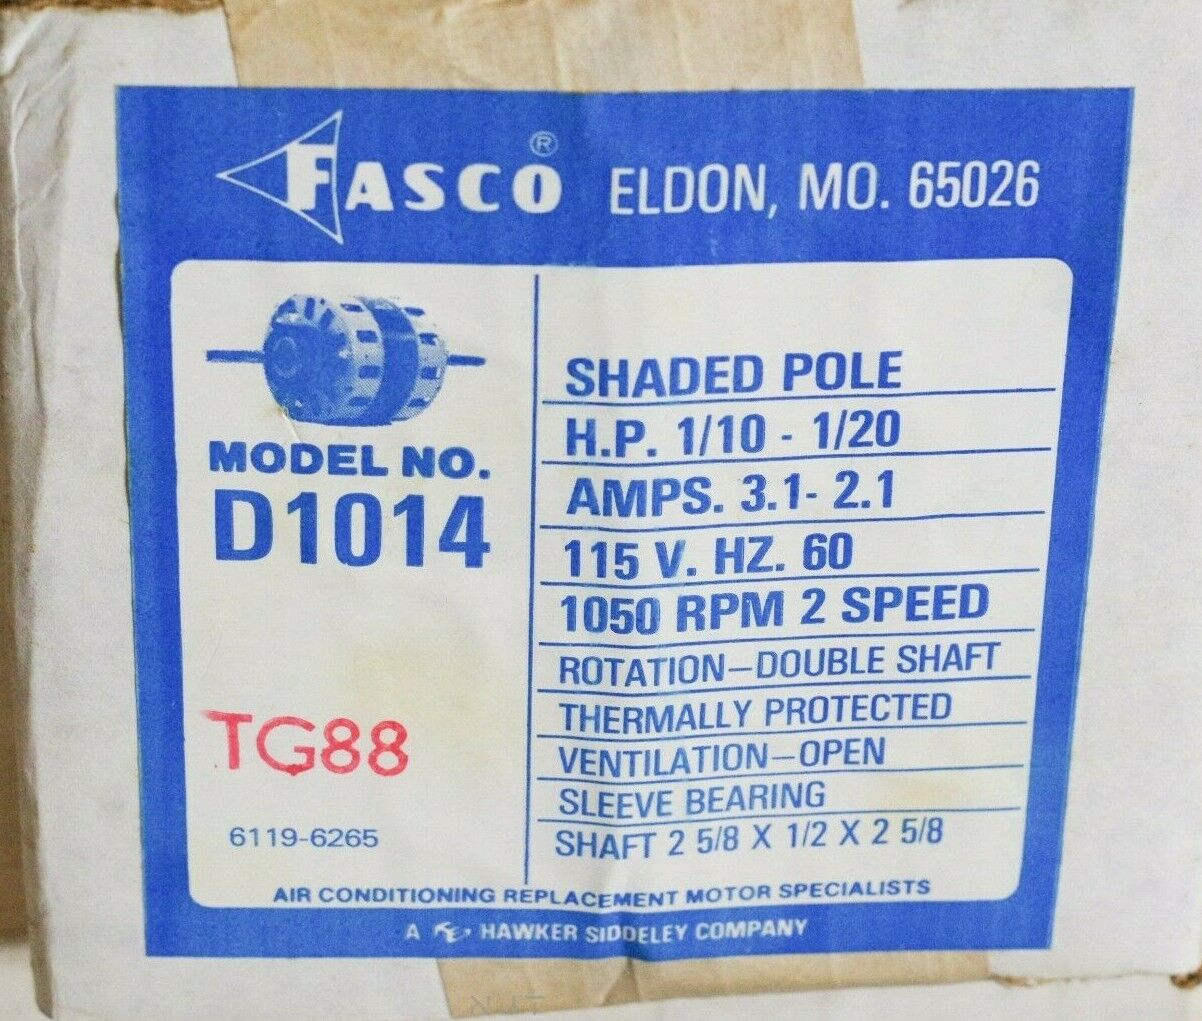 FASCO® ELDON, MO. 65026
MODEL NO.
D1014
TG88
6119-6265
SHADED POLE
H.P. 1/10 - 1/20
AMPS. 3.1- 2.1
115 V. HZ. 60
1050 RPM 2 SPEED
ROTATION—DOUBLE SHAFT
THERMALLY PROTECTED
VENTILATION—OPEN
SLEEVE BEARING
SHAFT 2 5/8 X 1/2 X 2 5/8
AIR CONDITIONING REPLACEMENT MOTOR SPECIALISTS
A HAWKER SIDDELEY COMPANY